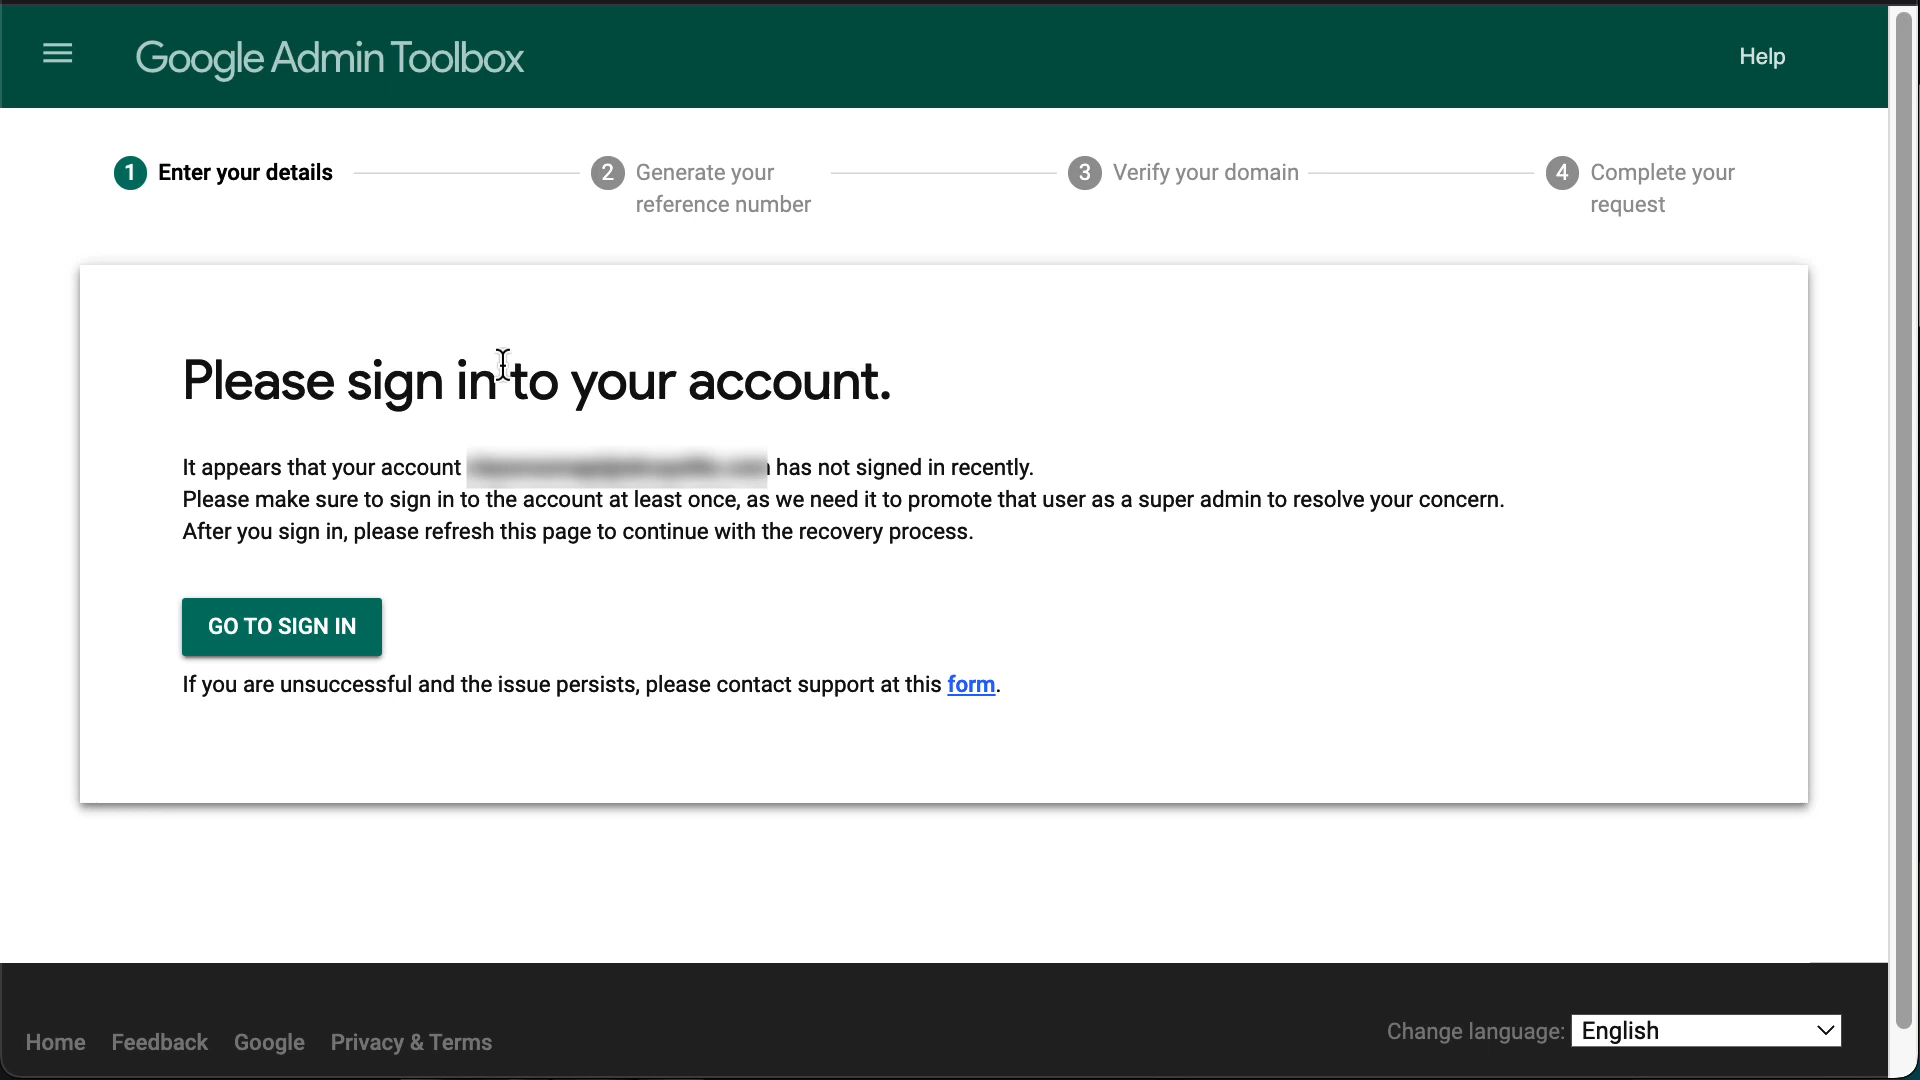 Google Admin Toolbox
Help
1 Enter your details
2 Generate your
reference number
3 Verify your domain
4 Complete your
request
Please sign in to your account.
It appears that your account has not signed in recently.
Please make sure to sign in to the account at least once, as we need it to promote that user as a super admin to resolve your concern.
After you sign in, please refresh this page to continue with the recovery process.
GO TO SIGN IN
If you are unsuccessful and the issue persists, please contact support at this form.
Home Feedback Google Privacy & Terms
Change language: English